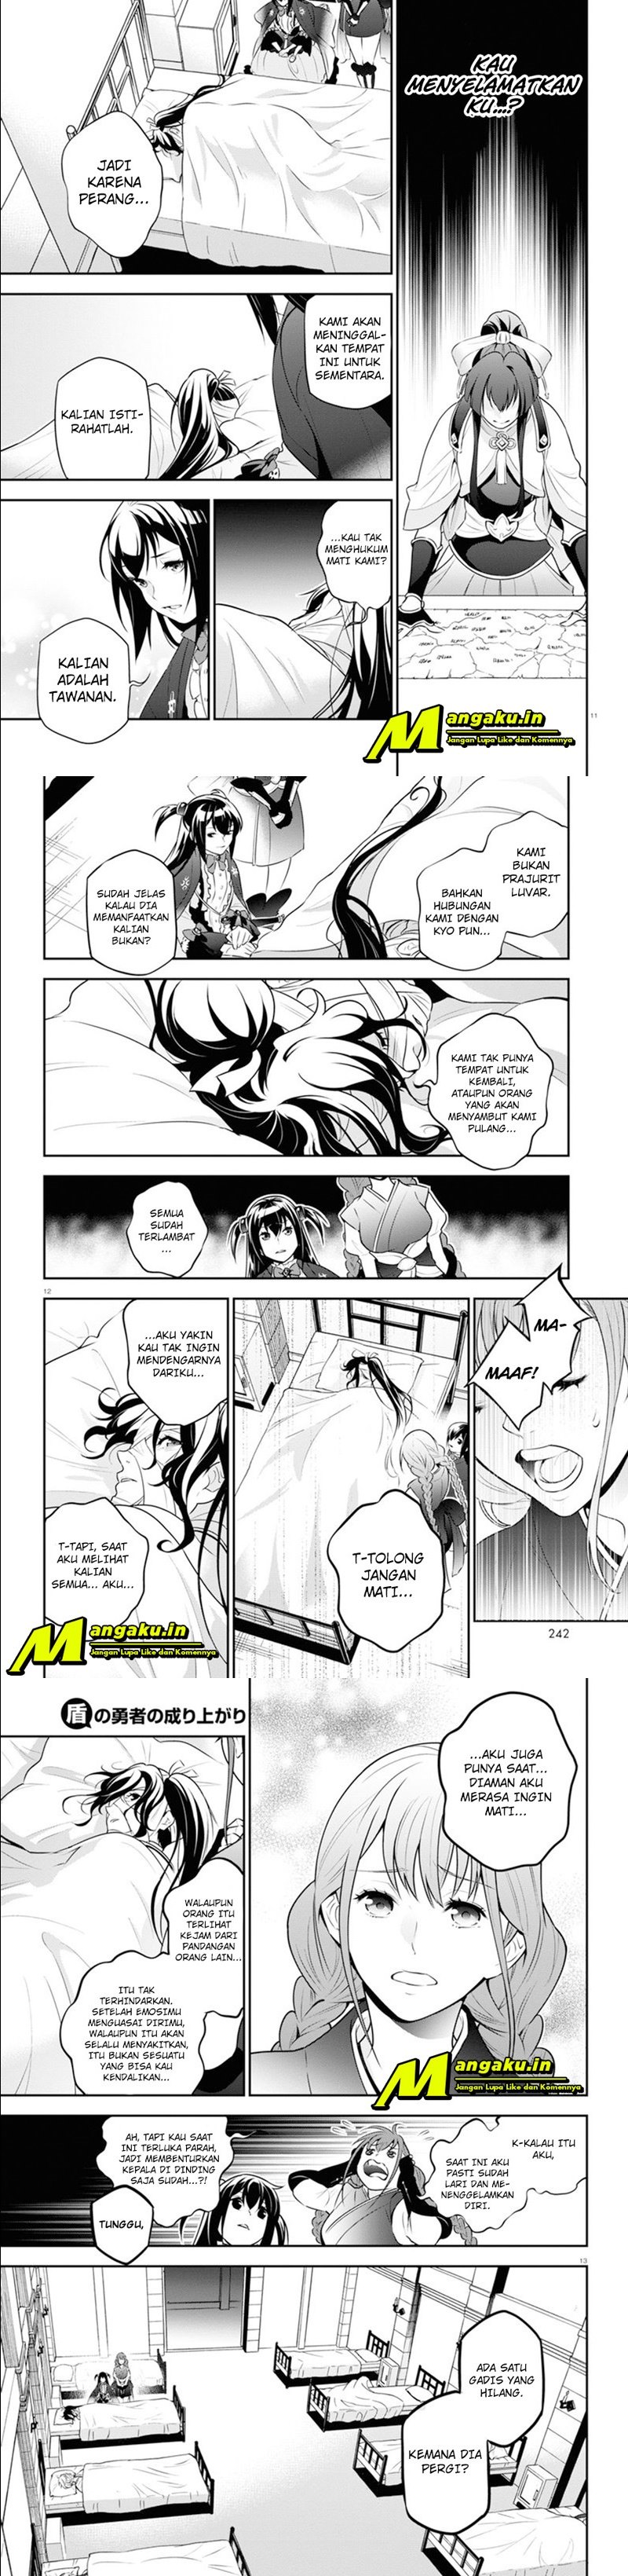 KAU
MENYELAMATKAN
KU...?
JADI
KARENA
PERANG...
KAMI AKAN
MENINGGAL-
KAN TEMPAT
INI UNTUK
SEMENTARA.
KALIAN ISTI-
RAHATLAH.
...KAU TAK
MENGHUKUM
MATI KAMI?
KALIAN
ADALAH
TAWANAN.
Mangaku.in
Jangan Lupa Like dan Komennya
11
KAMI
BUKAN
PRAJURIT
LUVAR.
BAHKAN
HUBUNGAN
KAMI DENGAN
KYO PUN...
SUDAH JELAS
KALAU DIA
MEMANFAATKAN
KALIAN
BUKAN?
KAMI TAK PUNYA
TEMPAT UNTUK
KEMBALI,
ATAUPUN ORANG
YANG AKAN
MENYAMBUT KAMI
PULANG...
SEMUA
SUDAH
TERLAMBAT
...
12
MA-
MAAF!
T-TOLONG
JANGAN
MATI...
...AKU YAKIN
KAU TAK INGIN
MENDENGARNYA
DARIKU...
T-TAPI, SAAT
AKU MELIHAT
KALIAN
SEMUA... AKU...
242
Mangaku.in
Jangan Lupa Like dan Komennya
盾の勇者の成り上がり
...AKU JUGA
PUNYA SAAT...
DIAMAN AKU
MERASA INGIN
MATI...
WALAUPUN
ORANG ITU
TERLIHAT
KEJAM DARI
PANDANGAN
ORANG LAIN...
ITU TAK
TERHINDARKAN.
SETELAH EMOSIMU
MENGUASAI DIRIMU,
WALAUPUN ITU AKAN
SELALU MENYAKITKAN,
ITU BUKAN SESUATU
YANG BISA KAU
KENDALIKAN...
Mangaku.in
Jangan Lupa Like dan Komennya
K-KALAU ITU
AKU,
SAAT INI AKU
PASTI SUDAH
LARI DAN ME-
NENGGELAMKAN
DIRI.
AH, TAPI KAU SAAT
INI TERLUKA PARAH,
JADI MEMBENTURKAN
KEPALA DI DINDING
SAJA SUDAH...?!
TUNGGU,
13
ADA SATU
GADIS YANG
HILANG.
KEMANA DIA
PERGI?